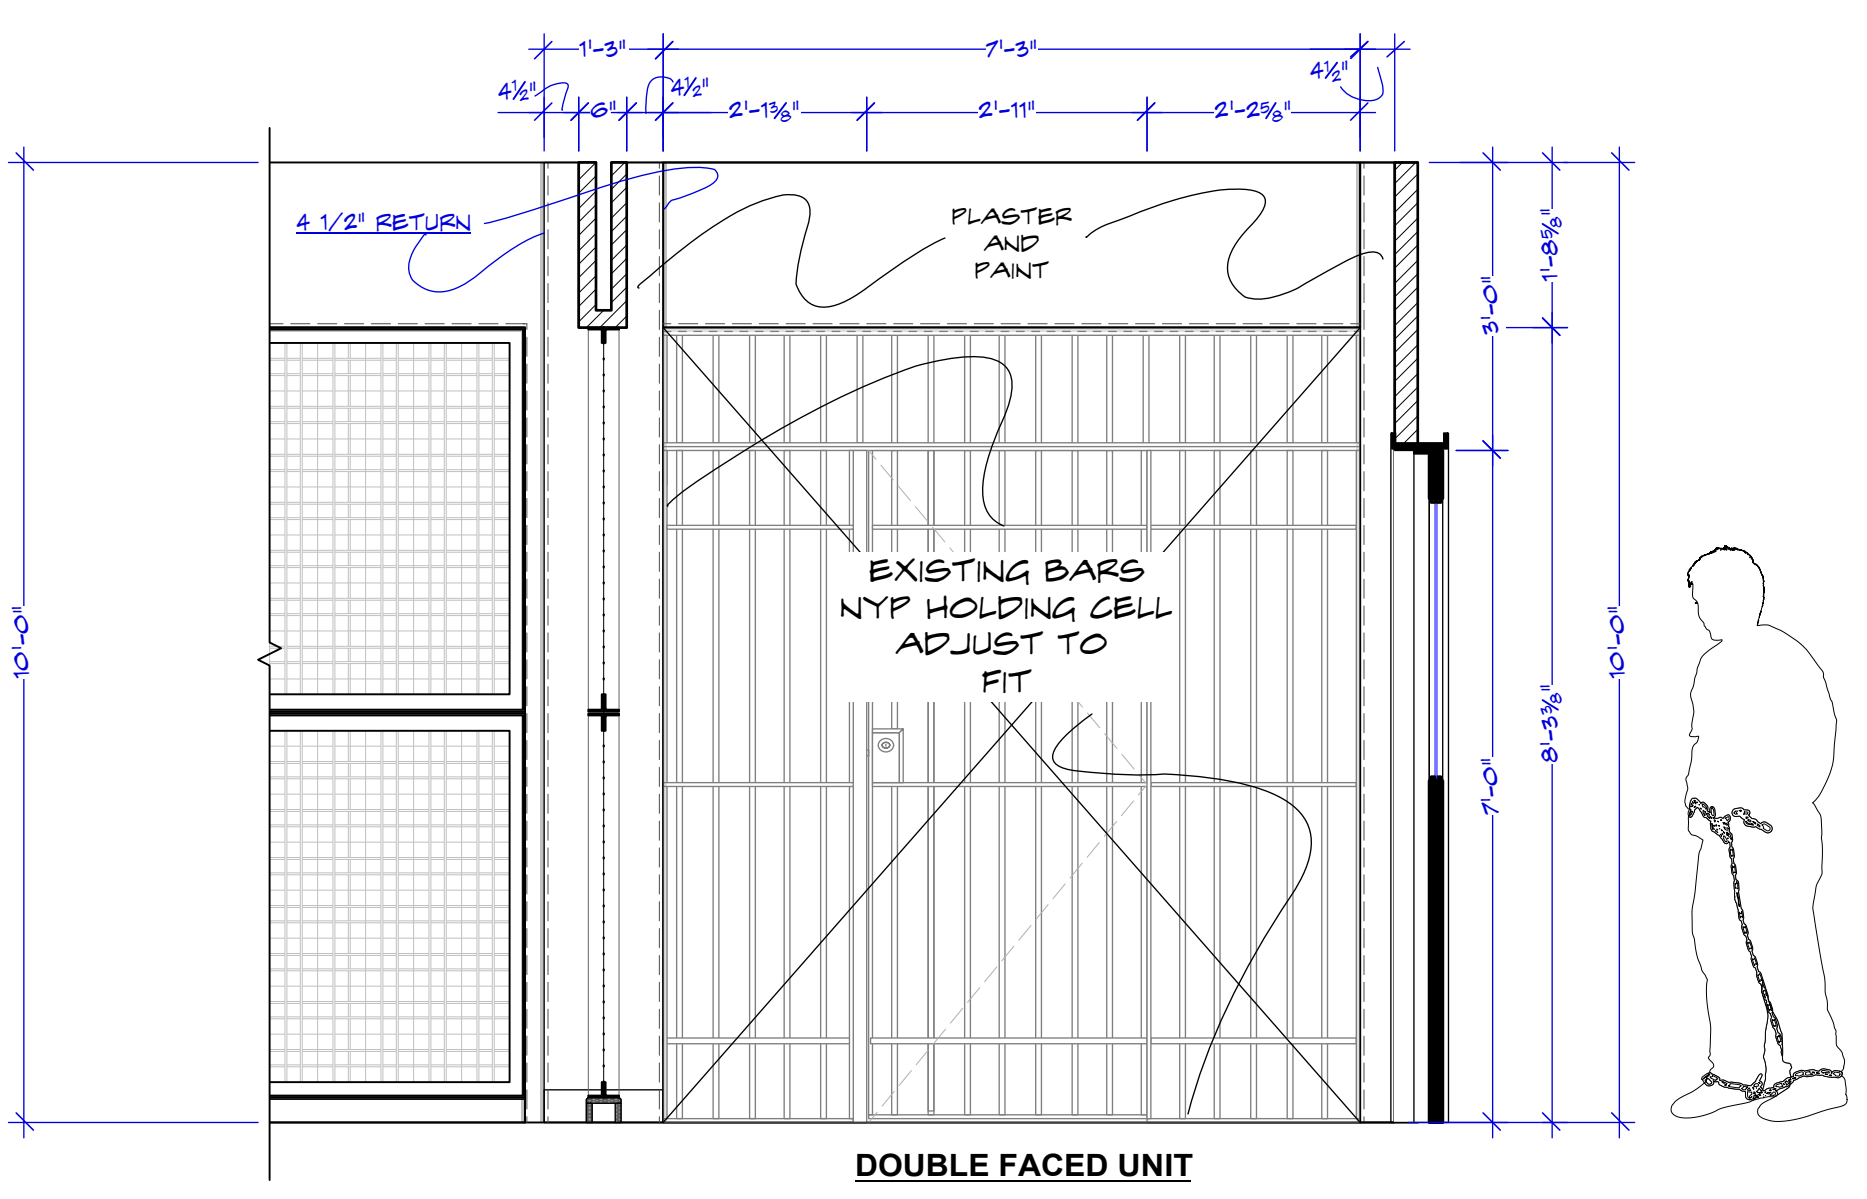 1'-3"
7'-3"
4½"
4½"
4½"
6"
2'-1⅜"
2'-11"
2'-2⅝"
4 1/2" RETURN
PLASTER
AND
PAINT
1'-8⅝"
3'-0"
10'-0"
EXISTING BARS
NYP HOLDING CELL
ADJUST TO
FIT
10'-0"
8'-3⅜"
7'-0"
DOUBLE FACED UNIT